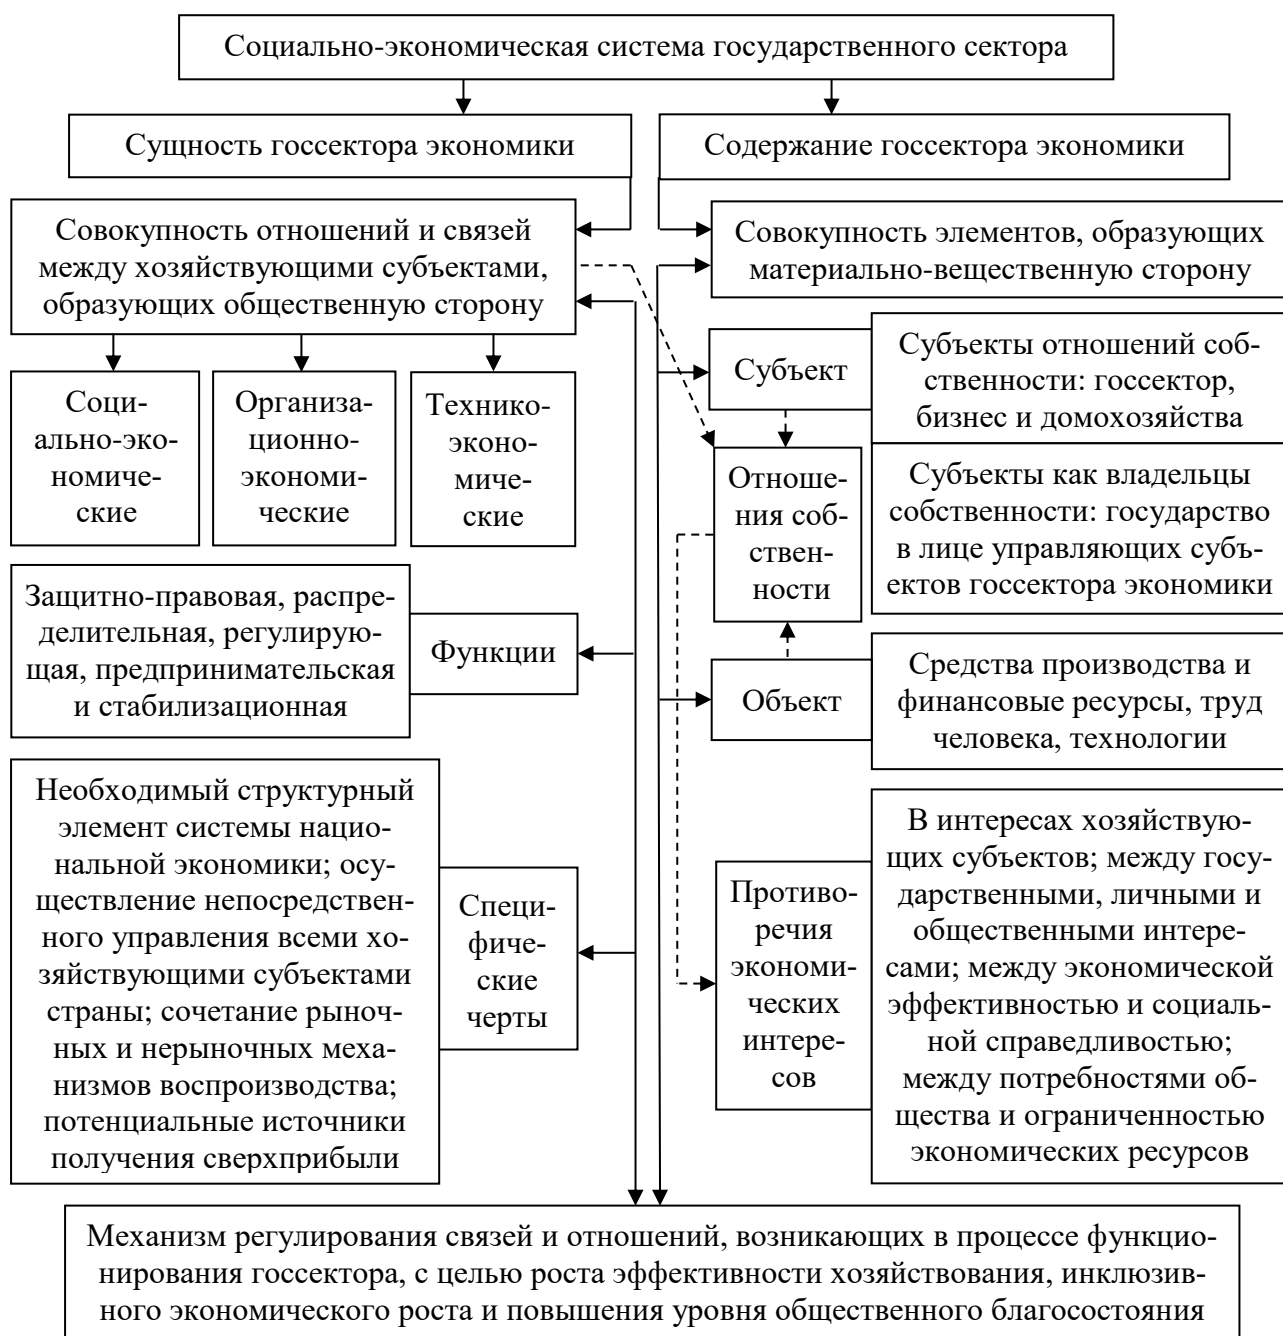 Социально-экономическая система государственного сектора
Сущность госсектора экономики
Содержание госсектора экономики
Совокупность отношений и связей
между хозяйствующими субъектами,
образующих общественную сторону
Совокупность элементов, образующих
материально-вещественную сторону
Соци-
ально-эко-
номиче-
ские
Организа-
ционно-
экономи-
ческие
Технико-
эконо-
миче-
ские
Субъект
Субъекты отношений соб-
ственности: госсектор,
бизнес и домохозяйства
Отноше-
ния соб-
ствен-
ности
Субъекты как владельцы
собственности: государство
в лице управляющих субъ-
ектов госсектора экономики
Защитно-правовая, распре-
делительная, регулирую-
щая, предпринимательская
и стабилизационная
Функции
Объект
Средства производства и
финансовые ресурсы, труд
человека, технологии
Необходимый структурный
элемент системы нацио-
нальной экономики; осу-
ществление непосредствен-
ного управления всеми хо-
зяйствующими субъектами
страны; сочетание рыноч-
ных и нерыночных меха-
низмов воспроизводства;
потенциальные источники
получения сверхприбыли
Специ-
фиче-
ские
черты
Противо-
речия
экономи-
ческих
интере-
сов
В интересах хозяйствую-
щих субъектов; между госу-
дарственными, личными и
общественными интере-
сами; между экономической
эффективностью и социаль-
ной справедливостью;
между потребностями об-
щества и ограниченностью
экономических ресурсов
Механизм регулирования связей и отношений, возникающих в процессе функцио-
нирования госсектора, с целью роста эффективности хозяйствования, инклюзив-
ного экономического роста и повышения уровня общественного благосостояния